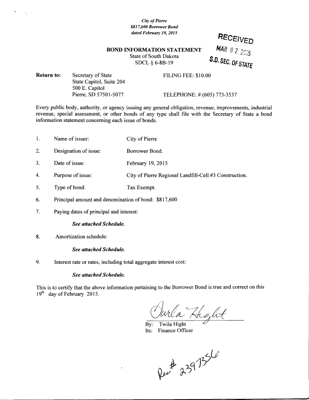 City of Pierre
$817,600 Borrower Bond
dated February 19, 2015
RECEIVED
MAR 02 2015
S.D. SEC. OF STATE
BOND INFORMATION STATEMENT
State of South Dakota
SDCL § 6-8B-19
Return to: Secretary of State FILING FEE: $10.00
State Capitol, Suite 204
500 E. Capitol
Pierre, SD 57501-5077 TELEPHONE: # (605) 773-3537
Every public body, authority, or agency issuing any general obligation, revenue, improvements, industrial
revenue, special assessment, or other bonds of any type shall file with the Secretary of State a bond
information statement concerning each issue of bonds.
1. Name of issuer: City of Pierre
2. Designation of issue: Borrower Bond.
3. Date of issue: February 19, 2015
4. Purpose of issue: City of Pierre Regional Landfill-Cell #3 Construction.
5. Type of bond: Tax Exempt.
6. Principal amount and denomination of bond: $817,600
7. Paying dates of principal and interest:
See attached Schedule.
8. Amortization schedule:
See attached Schedule.
9. Interest rate or rates, including total aggregate interest cost:
See attached Schedule.
This is to certify that the above information pertaining to the Borrower Bond is true and correct on this
19th day of February 2015.
Twila Hight
By: Twila Hight
Its: Finance Officer
Rec# 2397356